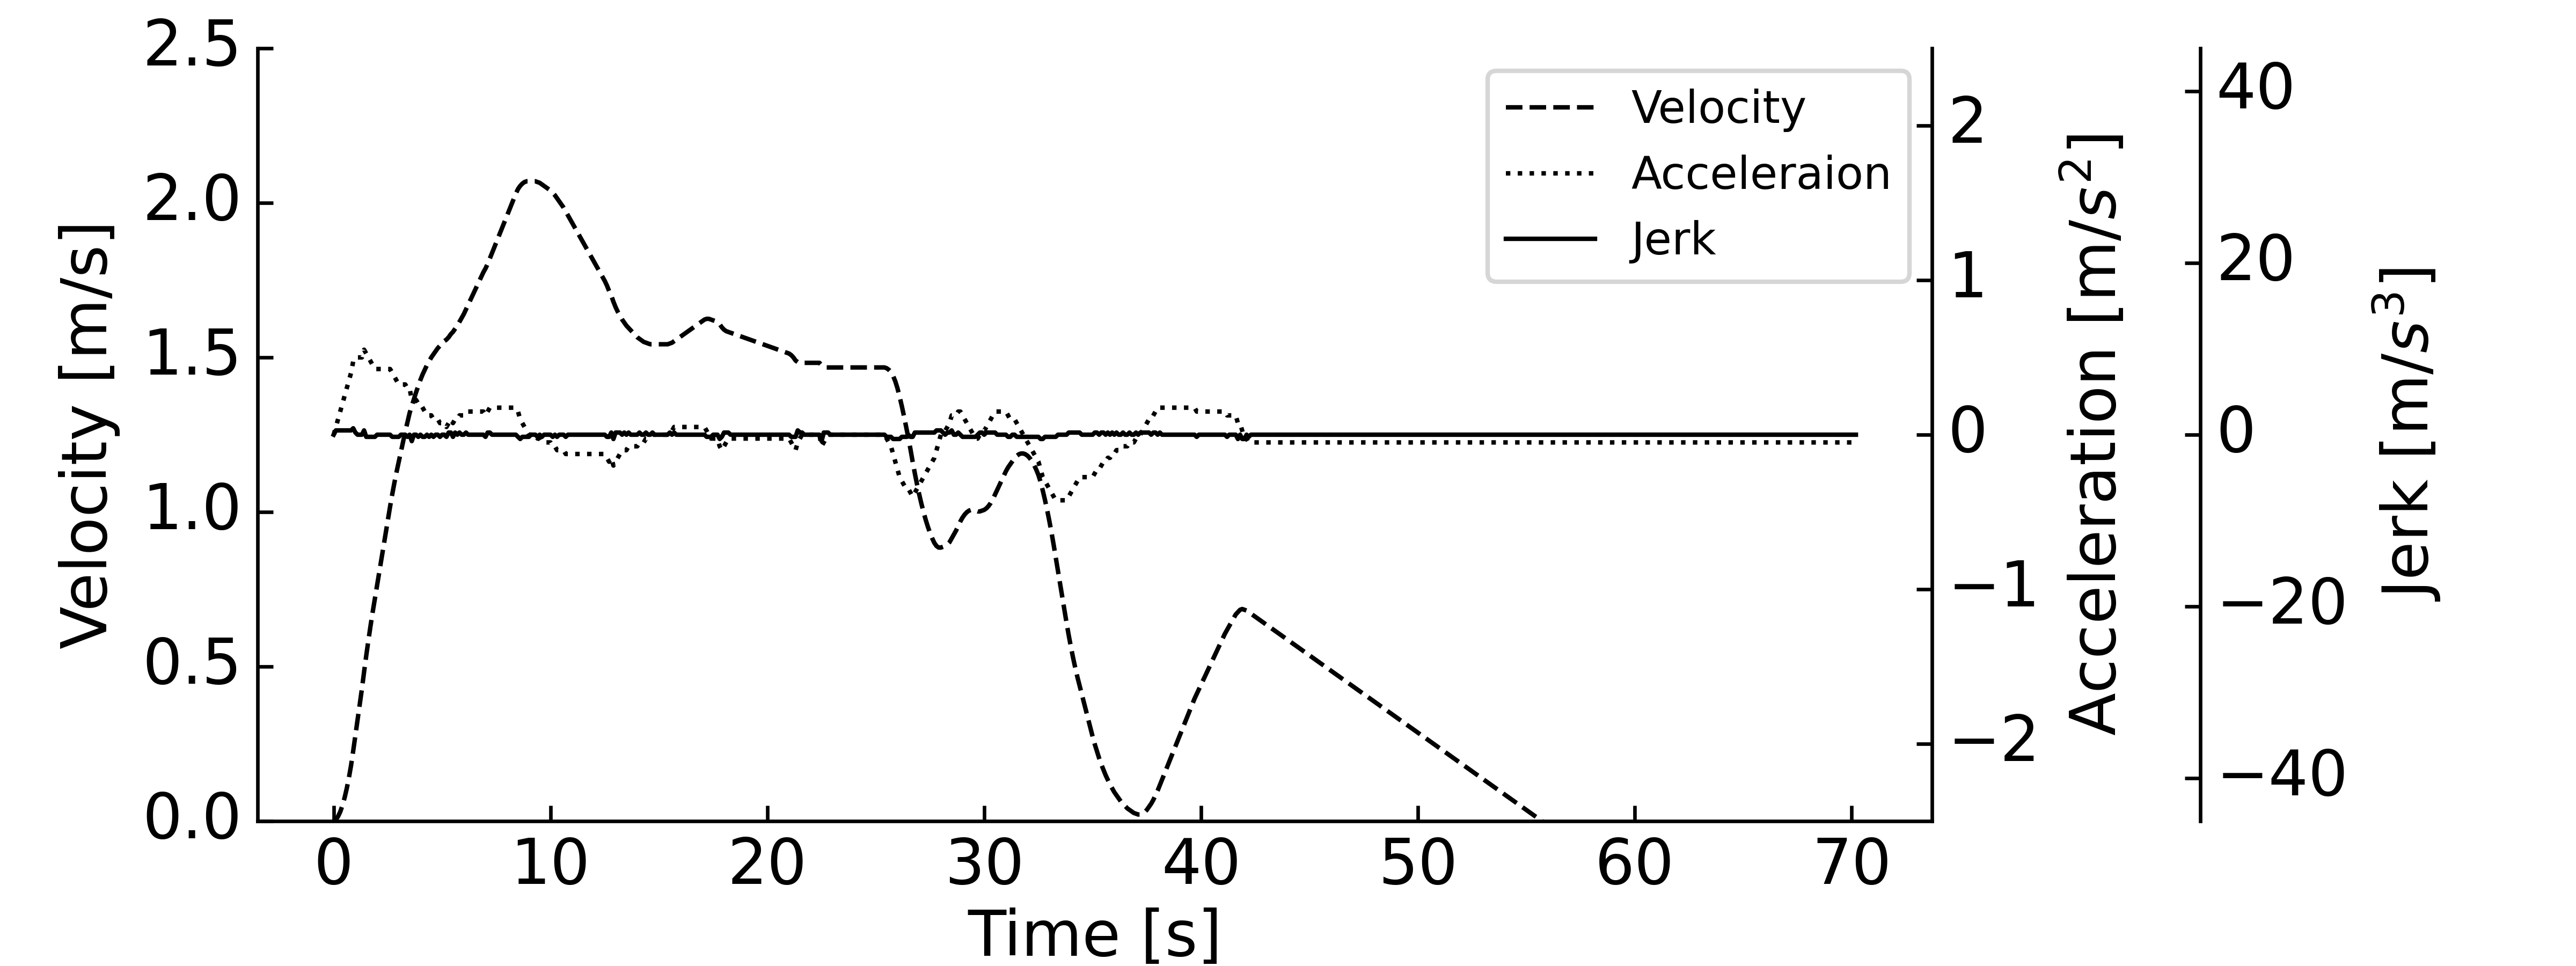 2.5
2.0
1.5
1.0
0.5
0.0
Velocity [m/s]
0 10 20 30 40 50 60 70
Time [s]
Velocity
Acceleraion
Jerk
2
1
0
−1
−2
Acceleration [m/s²]
40
20
0
−20
−40
Jerk [m/s³]